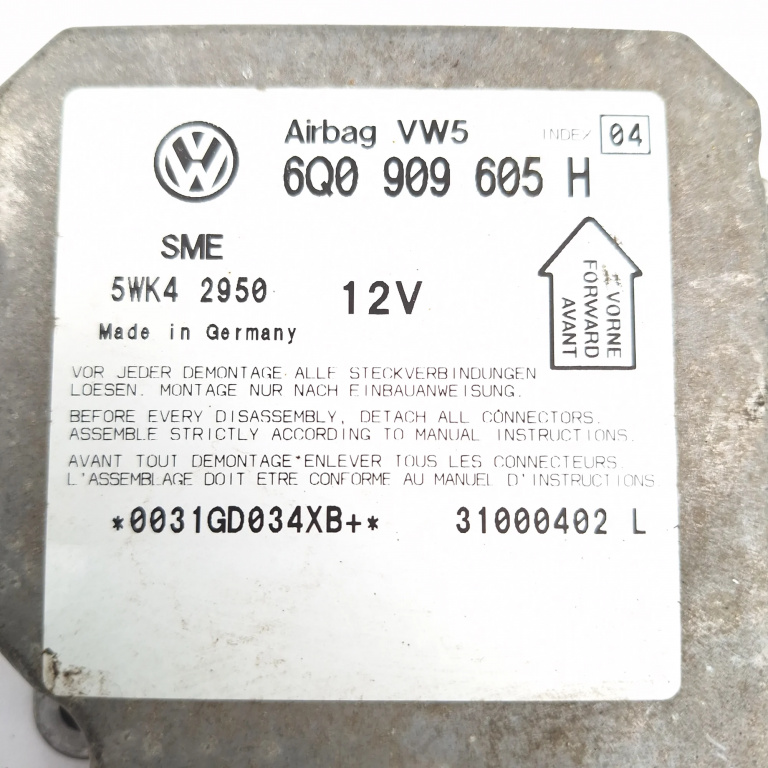 Airbag VW5 INDEX 04
6Q0 909 605 H
SME
5WK4 2950 12V
Made in Germany
VORNE
FORWARD
AVANT
VOR JEDER DEMONTAGE ALLE STECKVERBINDUNGEN
LOESEN. MONTAGE NUR NACH EINBAUANWEISUNG.
BEFORE EVERY DISASSEMBLY, DETACH ALL CONNECTORS.
ASSEMBLE STRICTLY ACCORDING TO MANUAL INSTRUCTIONS.
AVANT TOUT DEMONTAGE*ENLEVER TOUS LES CONNECTEURS.
L'ASSEMBLAGE DOIT ETRE CONFORME AU MANUEL D'INSTRUCTIONS
*0031GD034XB+* 31000402 L